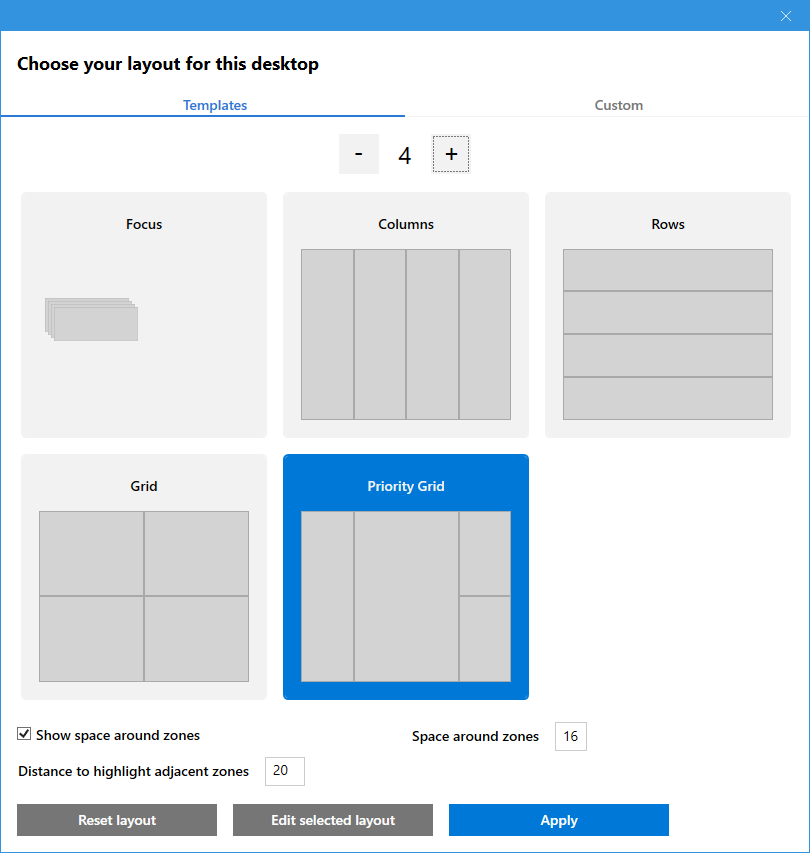 Choose your layout for this desktop
Templates Custom
- 4 +
Focus Columns Rows
Grid Priority Grid
Show space around zones Space around zones 16
Distance to highlight adjacent zones 20
Reset layout Edit selected layout Apply